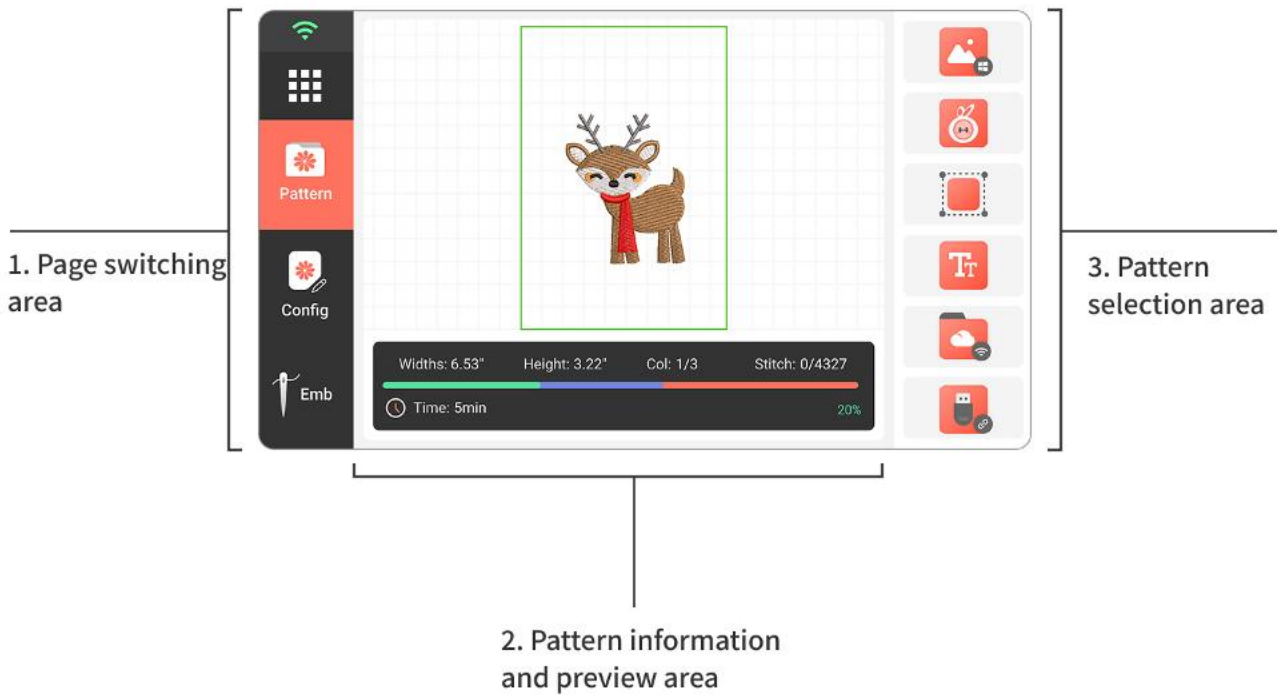 Pattern
Config
Emb
Widths: 6.53" Height: 3.22" Col: 1/3 Stitch: 0/4327
Time: 5min 20%
TT
1. Page switching
area
3. Pattern
selection area
2. Pattern information
and preview area